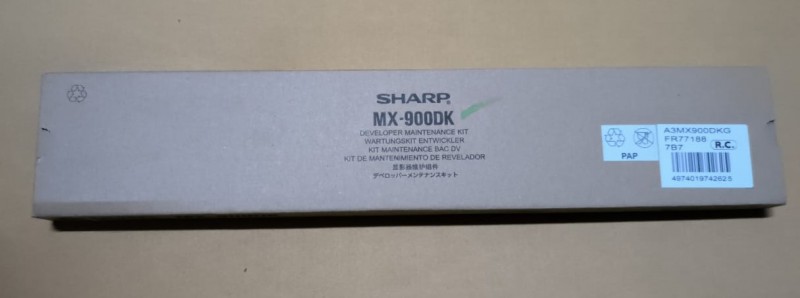 SHARP
MX-900DK
DEVELOPER MAINTENANCE KIT
WARTUNGSKIT ENTWICKLER
KIT MAINTENANCE BAC DV
KIT DE MANTENIMIENTO DE REVELADOR
显影器维护组件
デベロッパーメンテナンスキット
PAP
A3MX900DKG
FR77188
7B7
R.C.
4974019742625